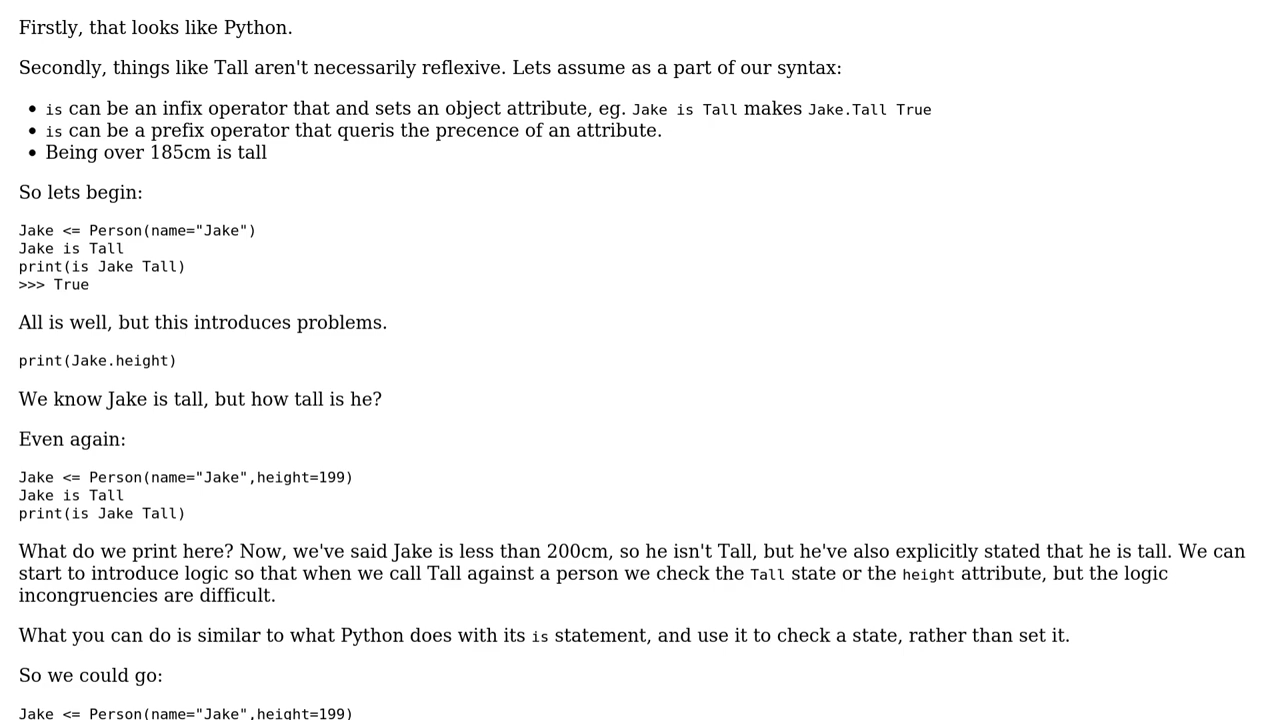 Firstly, that looks like Python.
Secondly, things like Tall aren't necessarily reflexive. Lets assume as a part of our syntax:
• is can be an infix operator that and sets an object attribute, eg. Jake is Tall makes Jake.Tall True
• is can be a prefix operator that queris the precence of an attribute.
• Being over 185cm is tall
So lets begin:
Jake <= Person(name="Jake")
Jake is Tall
print(is Jake Tall)
>>> True
All is well, but this introduces problems.
print(Jake.height)
We know Jake is tall, but how tall is he?
Even again:
Jake <= Person(name="Jake",height=199)
Jake is Tall
print(is Jake Tall)
What do we print here? Now, we've said Jake is less than 200cm, so he isn't Tall, but he've also explicitly stated that he is tall. We can
start to introduce logic so that when we call Tall against a person we check the Tall state or the height attribute, but the logic
incongruencies are difficult.
What you can do is similar to what Python does with its is statement, and use it to check a state, rather than set it.
So we could go:
Jake <= Person(name="Jake",height=199)